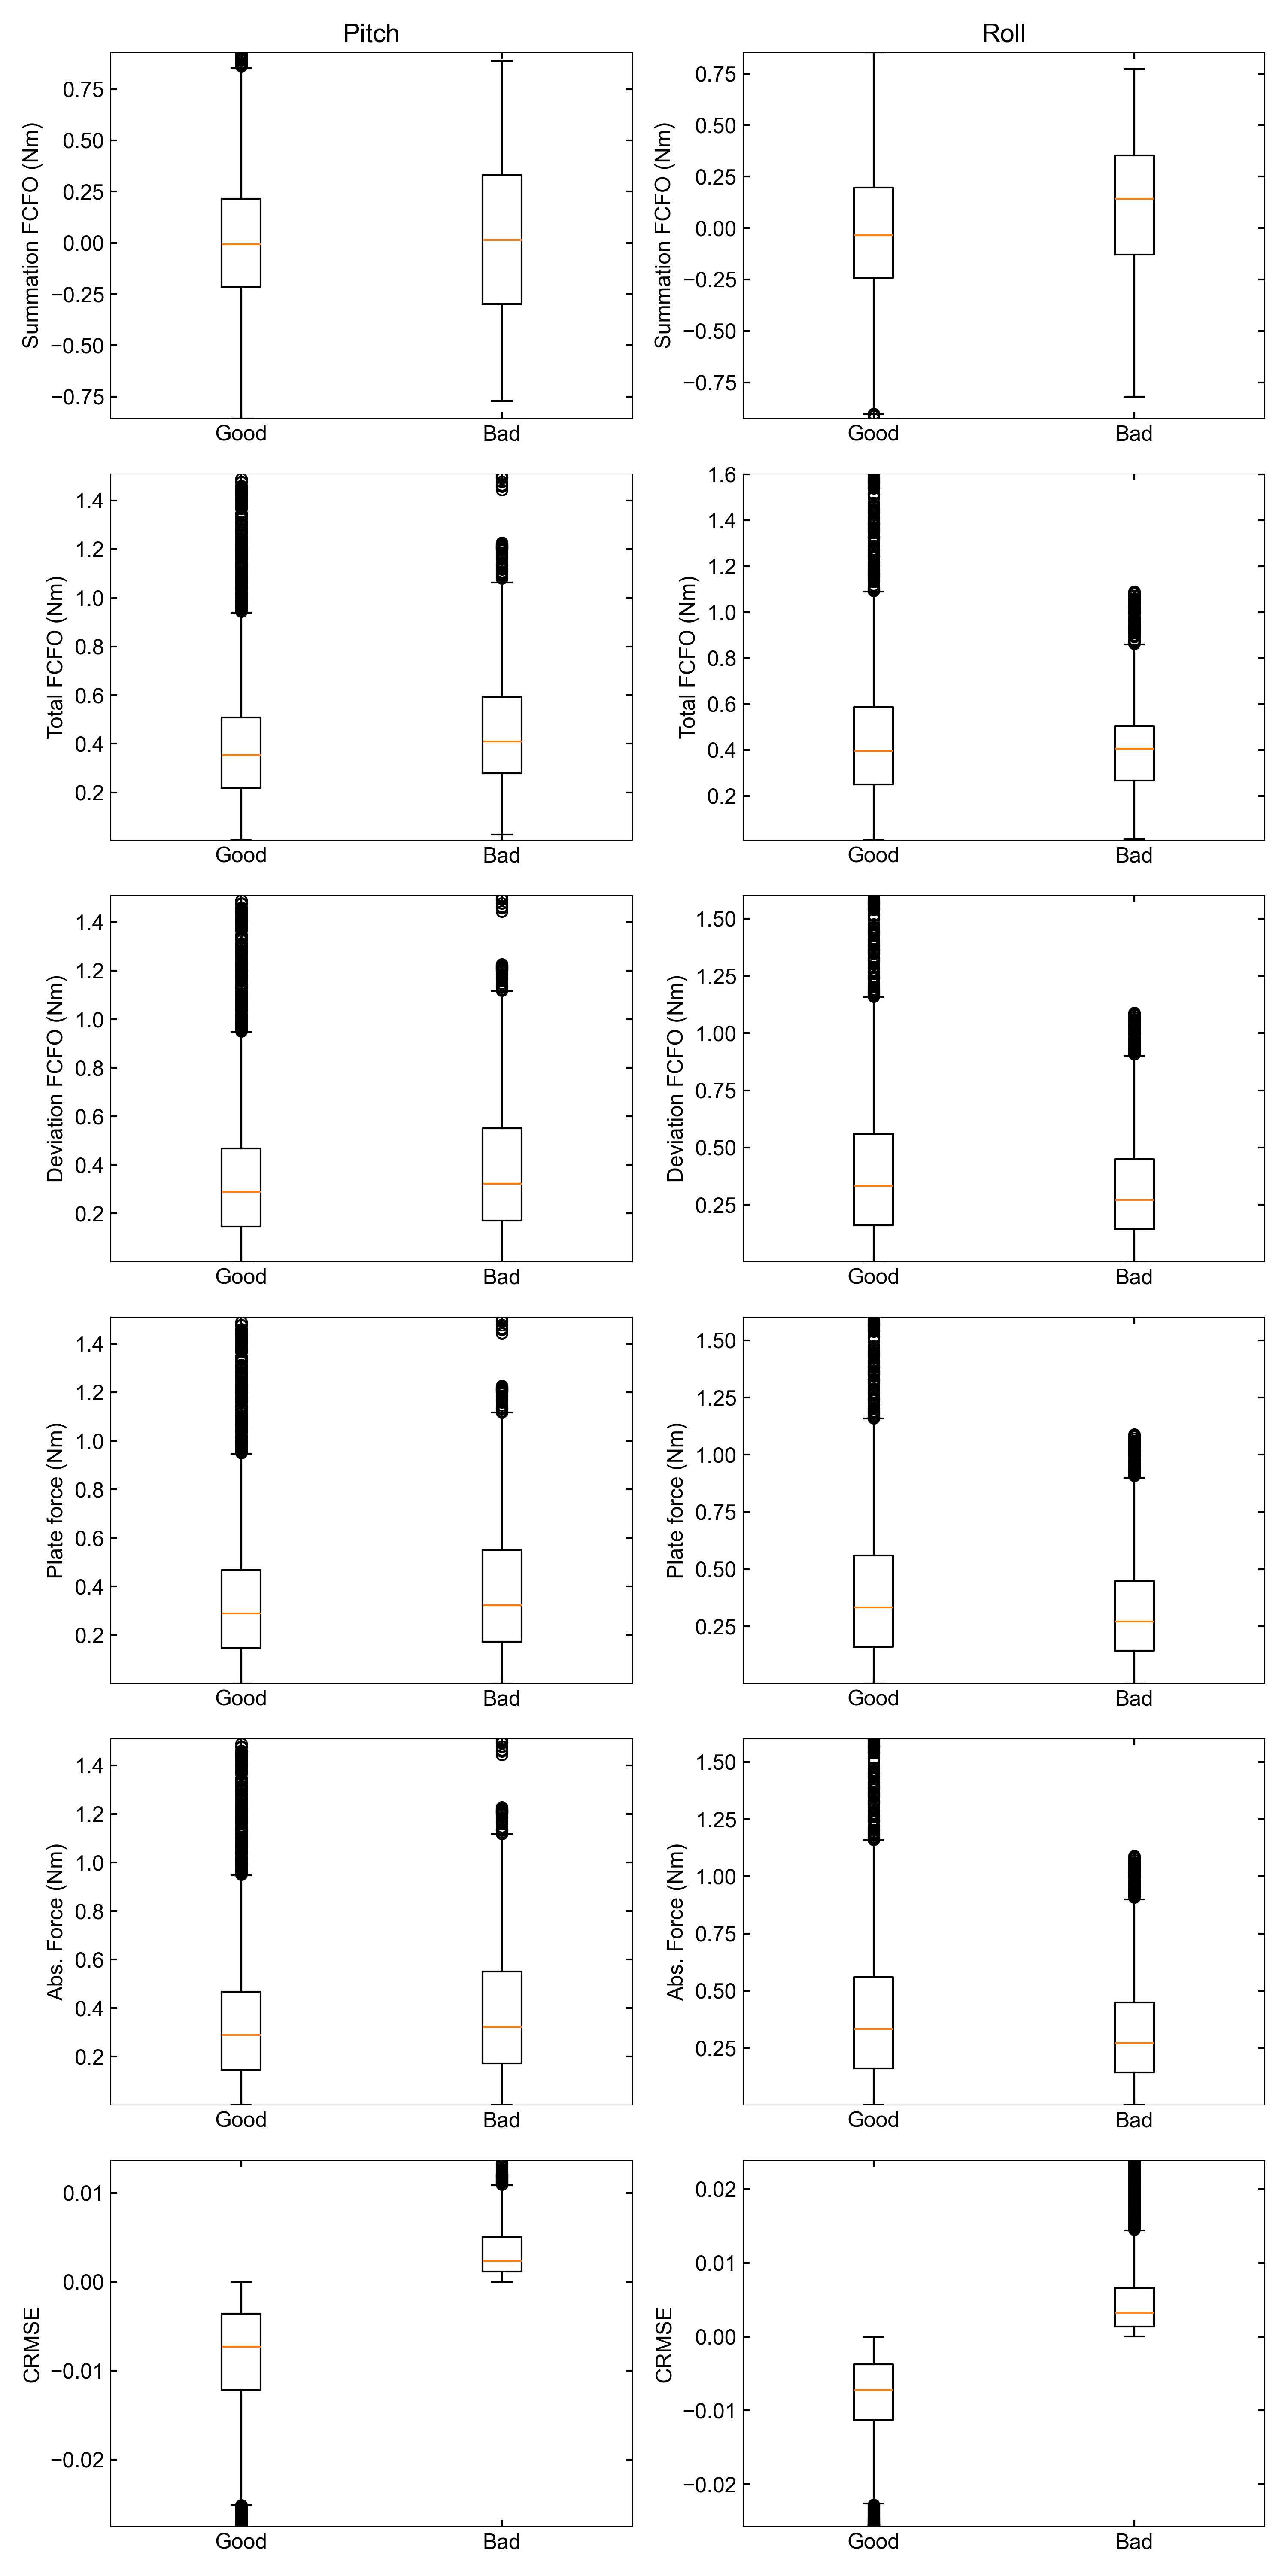 Pitch
Roll
Summation FCFO (Nm)
0.75
0.50
0.25
0.00
−0.25
−0.50
−0.75
Good Bad
Summation FCFO (Nm)
0.75
0.50
0.25
0.00
−0.25
−0.50
−0.75
Good Bad
Total FCFO (Nm)
1.4
1.2
1.0
0.8
0.6
0.4
0.2
Good Bad
Total FCFO (Nm)
1.6
1.4
1.2
1.0
0.8
0.6
0.4
0.2
Good Bad
Deviation FCFO (Nm)
1.4
1.2
1.0
0.8
0.6
0.4
0.2
Good Bad
Deviation FCFO (Nm)
1.50
1.25
1.00
0.75
0.50
0.25
Good Bad
Plate force (Nm)
1.4
1.2
1.0
0.8
0.6
0.4
0.2
Good Bad
Plate force (Nm)
1.50
1.25
1.00
0.75
0.50
0.25
Good Bad
Abs. Force (Nm)
1.4
1.2
1.0
0.8
0.6
0.4
0.2
Good Bad
Abs. Force (Nm)
1.50
1.25
1.00
0.75
0.50
0.25
Good Bad
CRMSE
0.01
0.00
−0.01
−0.02
Good Bad
CRMSE
0.02
0.01
0.00
−0.01
−0.02
Good Bad